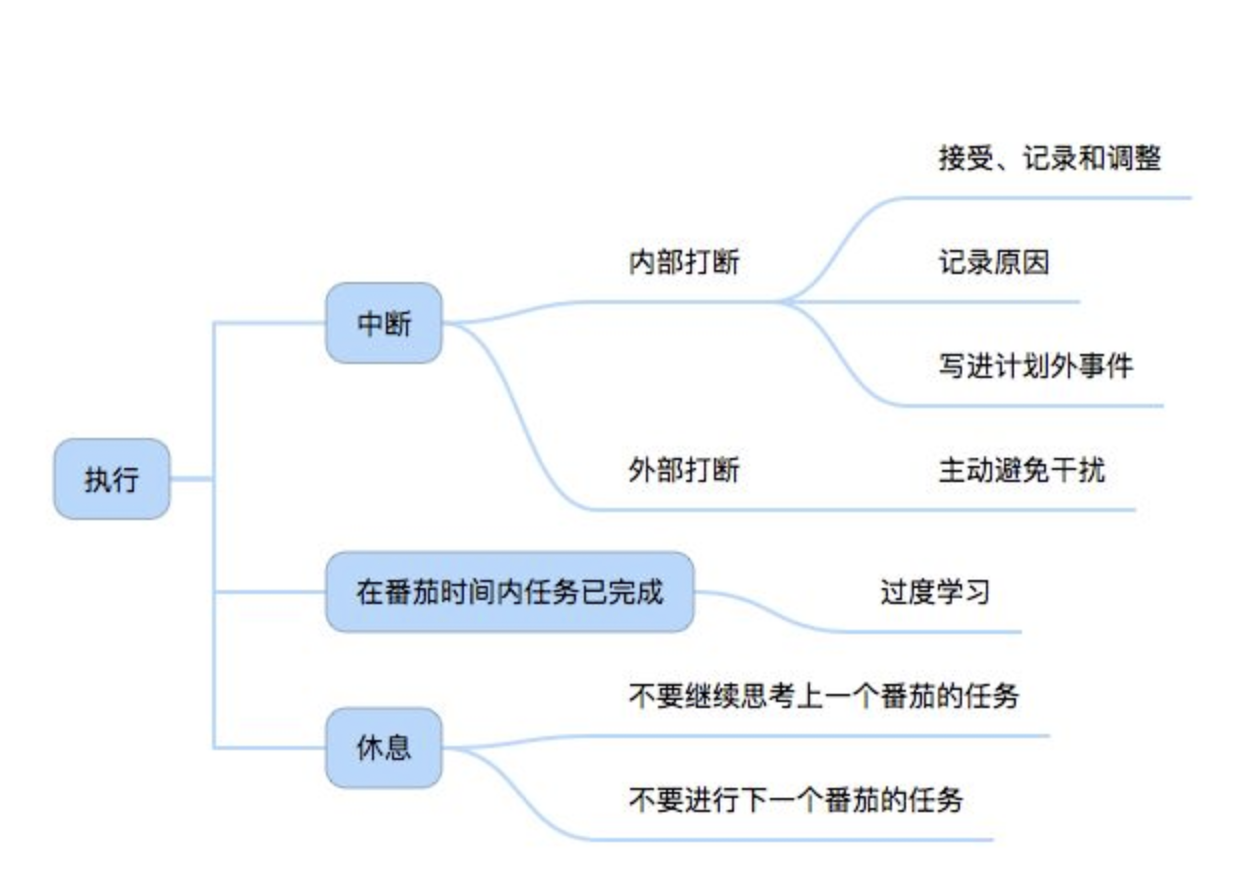 执行
中断
内部打断
接受、记录和调整
记录原因
写进计划外事件
外部打断
主动避免干扰
在番茄时间内任务已完成
过度学习
休息
不要继续思考上一个番茄的任务
不要进行下一个番茄的任务